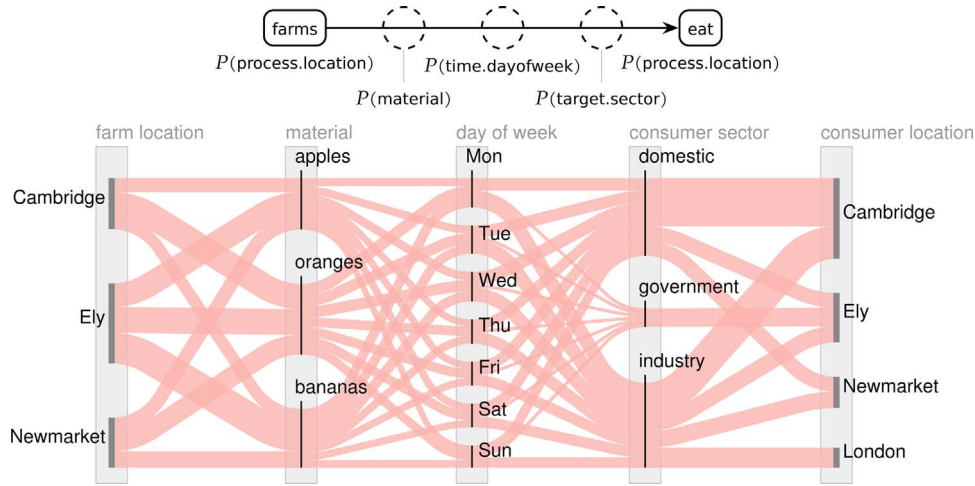 farms
eat
P(process.location)
P(time.dayofweek)
P(process.location)
P(material)
P(target.sector)
farm location
material
day of week
consumer sector
consumer location
apples
Mon
domestic
Cambridge
Cambridge
Tue
oranges
Wed
government
Ely
Ely
Thu
industry
Fri
bananas
Newmarket
Sat
Newmarket
Sun
London